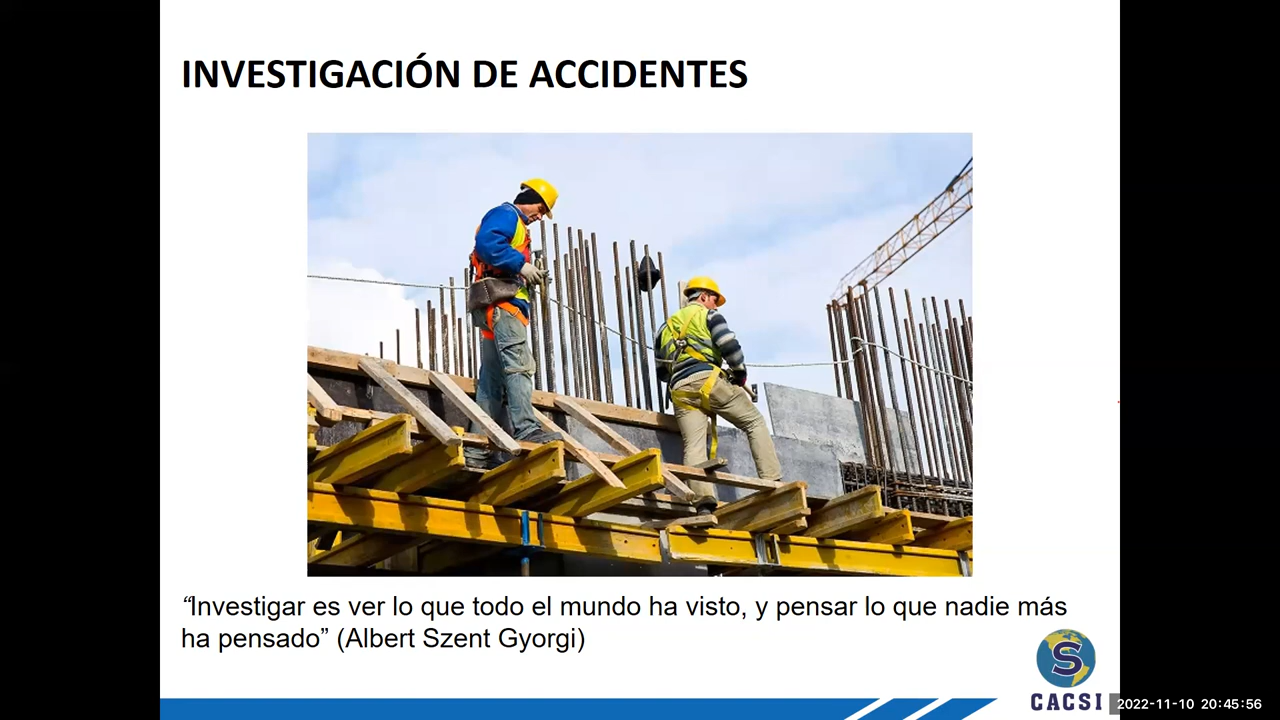 INVESTIGACIÓN DE ACCIDENTES
“Investigar es ver lo que todo el mundo ha visto, y pensar lo que nadie más
ha pensado” (Albert Szent Gyorgi)
S
CACSI
2022-11-10 20:45:56